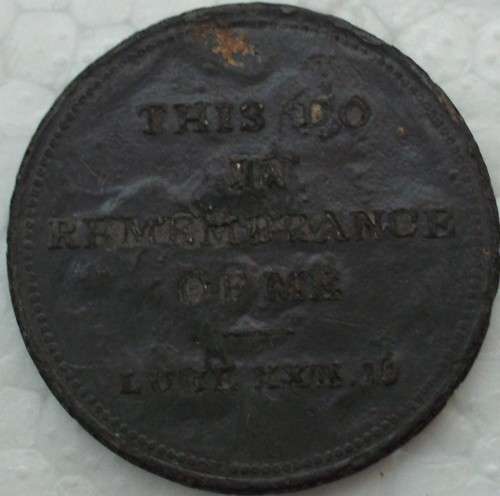 THIS DO
IN
REMEMBRANCE
OF ME
LUKE XXII. 19